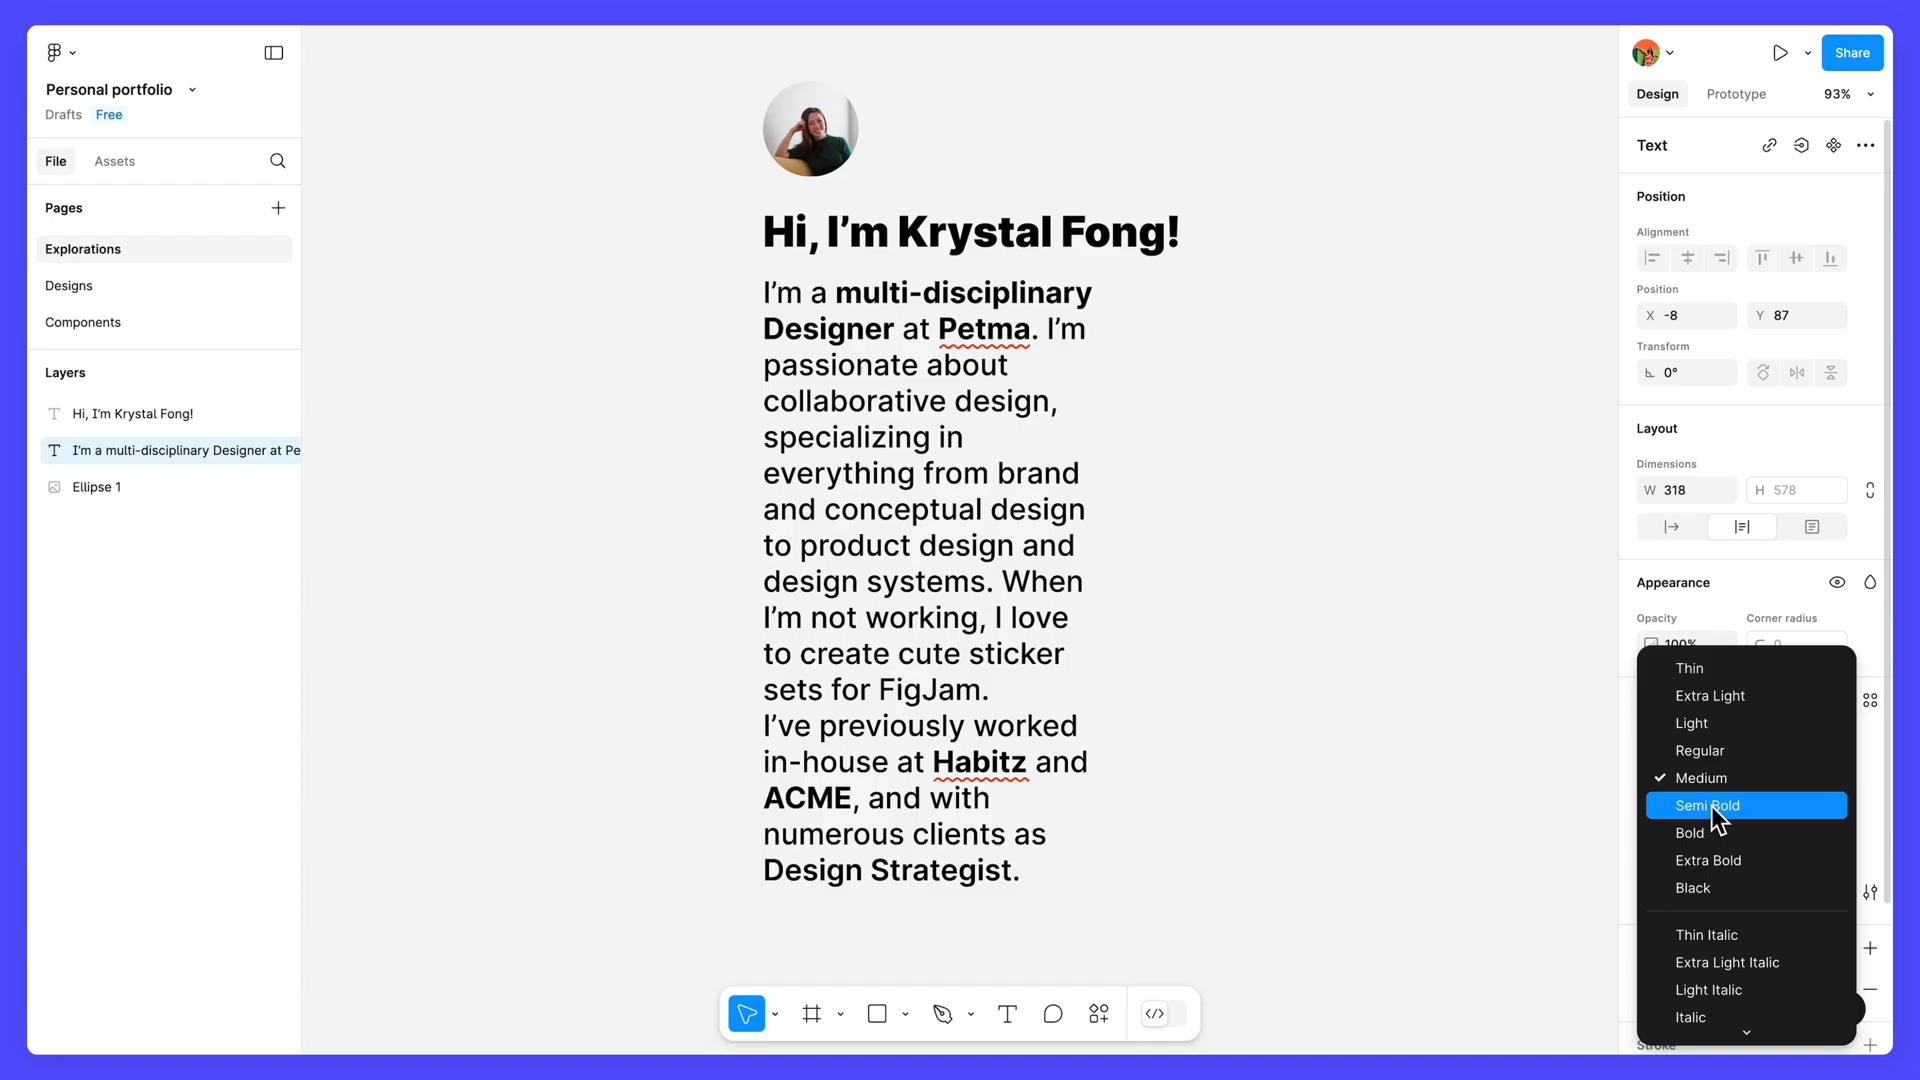 Personal portfolio
Drafts Free
File Assets
Pages
Explorations
Designs
Components
Layers
Hi, I’m Krystal Fong!
I’m a multi-disciplinary Designer at Pe
Ellipse 1
Hi, I’m Krystal Fong!
I’m a multi-disciplinary
Designer at Petma. I’m
passionate about
collaborative design,
specializing in
everything from brand
and conceptual design
to product design and
design systems. When
I’m not working, I love
to create cute sticker
sets for FigJam.
I’ve previously worked
in-house at Habitz and
ACME, and with
numerous clients as
Design Strategist.
Share
Design Prototype 93%
Text
Position
Alignment
Position
X -8 Y 87
Transform
0°
Layout
Dimensions
W 318 H 578
Appearance
Opacity Corner radius
100% 0
Thin
Extra Light
Light
Regular
Medium
Semi Bold
Bold
Extra Bold
Black
Thin Italic
Extra Light Italic
Light Italic
Italic
Stroke